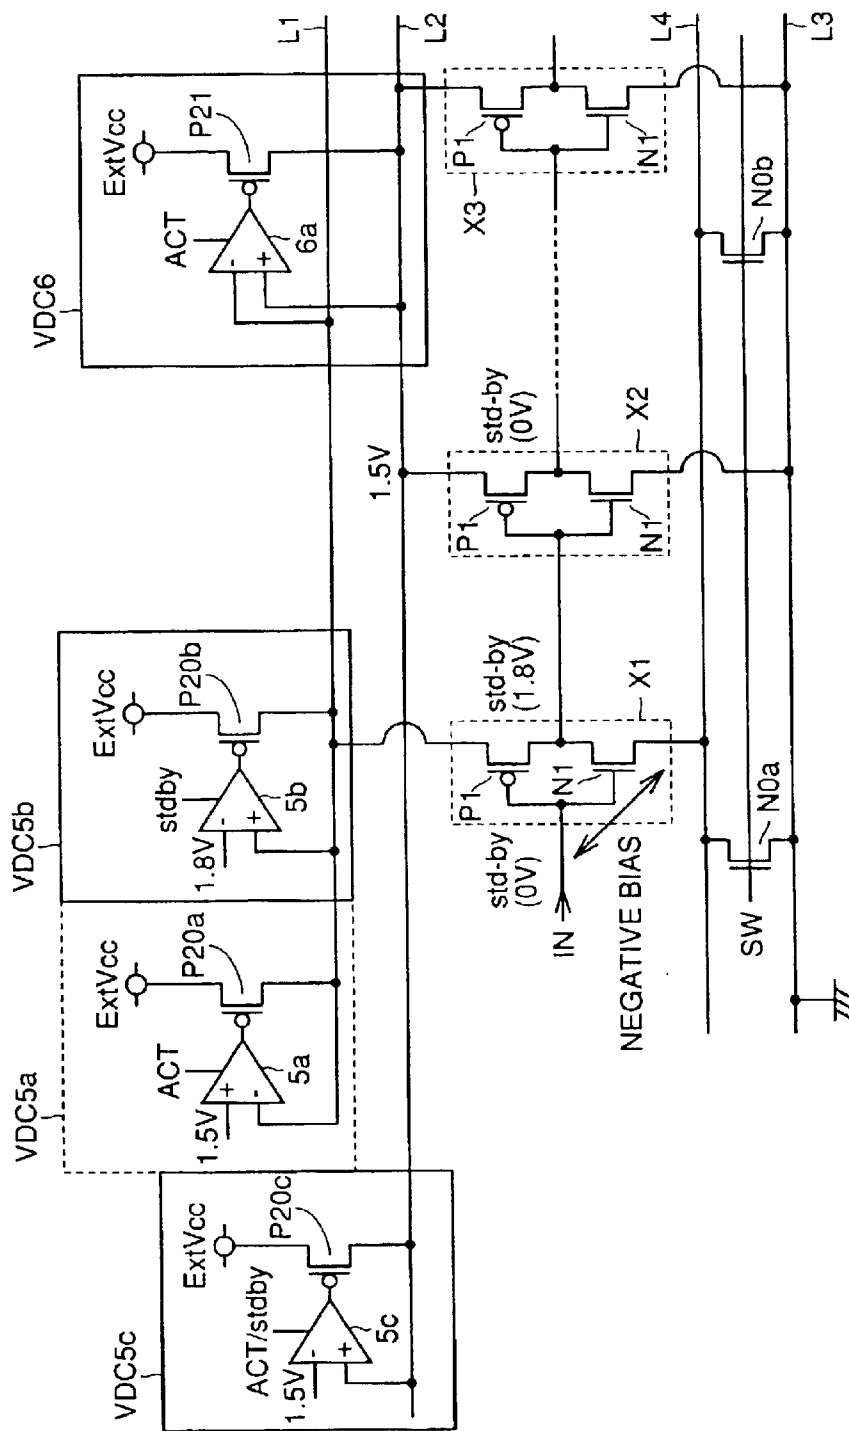 VDC5c
ExtVcc
P20c
ACT/stdby
1.5V
-
+
5c
VDC5a
ExtVcc
P20a
ACT
1.5V
+
-
5a
VDC5b
ExtVcc
P20b
stdby
1.8V
-
+
5b
VDC6
ExtVcc
P21
ACT
-
+
6a
L1
L2
1.5V
std-by
(0V)
IN
P1
N1
X1
NEGATIVE BIAS
std-by
(1.8V)
P1
N1
X2
std-by
(0V)
X3
P1
N1
L4
L3
SW
N0a
N0b